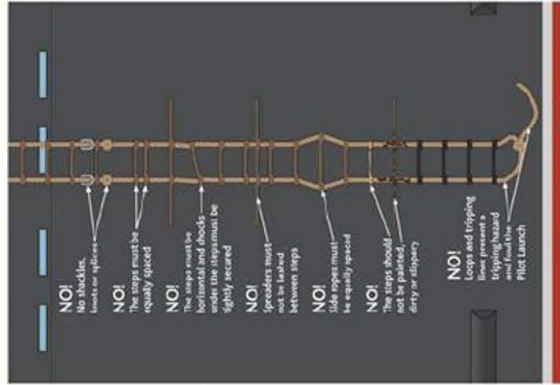 NO!
No shackles,
knots or splices
NO!
The steps must be
equally spaced
NO!
The steps must be
horizontal and chocks
under the steps must be
tightly secured
NO!
Spreaders must
not be lashed
between steps
NO!
Side ropes must
be equally spaced
NO!
The steps should
not be painted,
dirty or slippery
NO!
Loops and tripping
lines present a
tripping hazard
and foul the
Pilot Launch